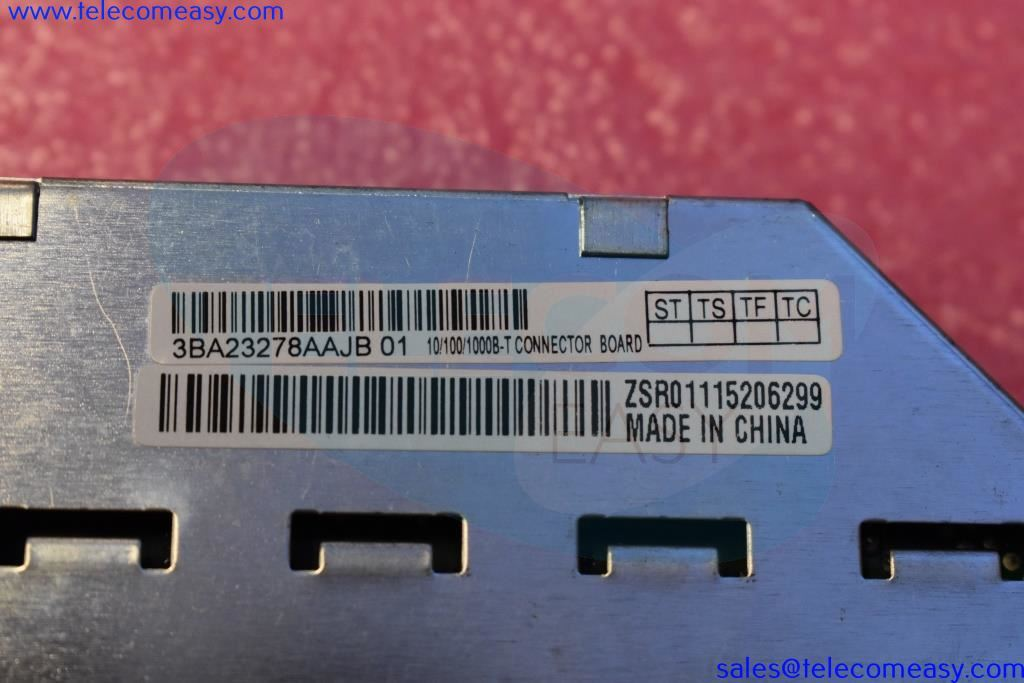 www.telecomeasy.com
3BA23278AAJB 01 10/100/1000B-T CONNECTOR BOARD
ST TS TF TC
ZSR01115206299
MADE IN CHINA
EASY
sales@telecomeasy.com